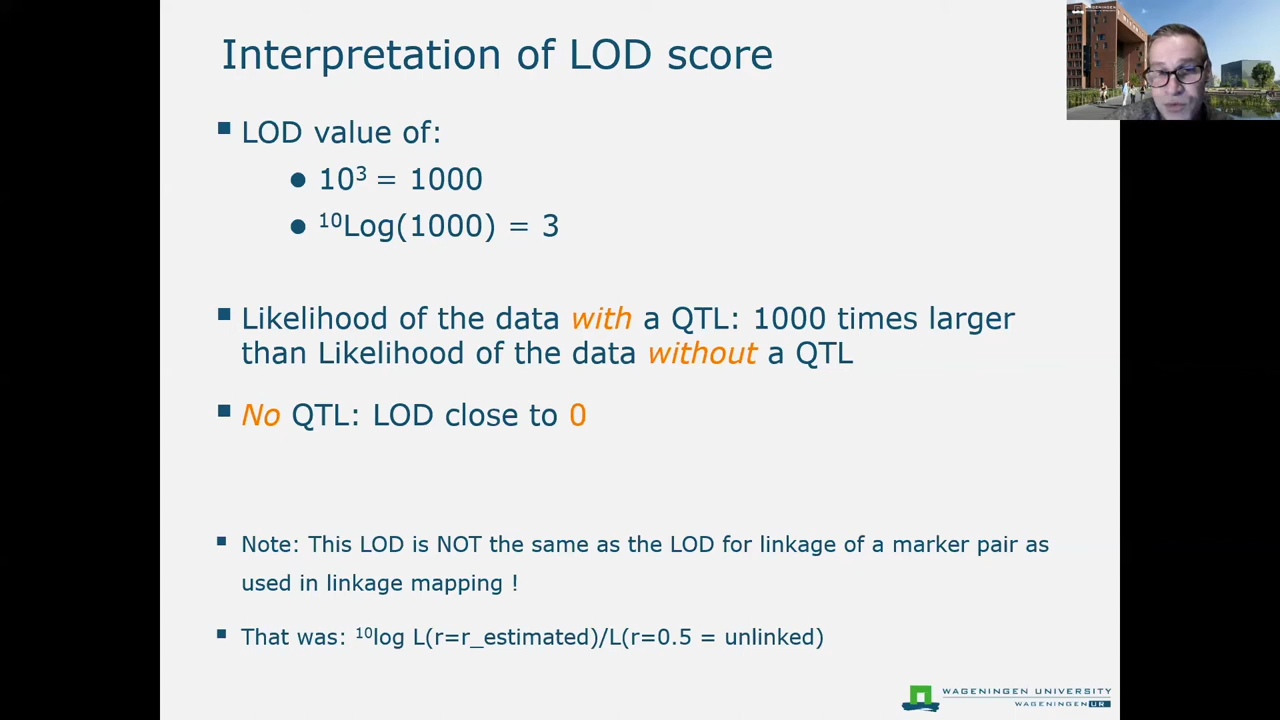 Interpretation of LOD score
LOD value of:
10³ = 1000
¹⁰Log(1000) = 3
Likelihood of the data with a QTL: 1000 times larger
than Likelihood of the data without a QTL
No QTL: LOD close to 0
Note: This LOD is NOT the same as the LOD for linkage of a marker pair as
used in linkage mapping !
That was: ¹⁰log L(r=r_estimated)/L(r=0.5 = unlinked)
WAGENINGEN UNIVERSITY
WAGENINGEN UR